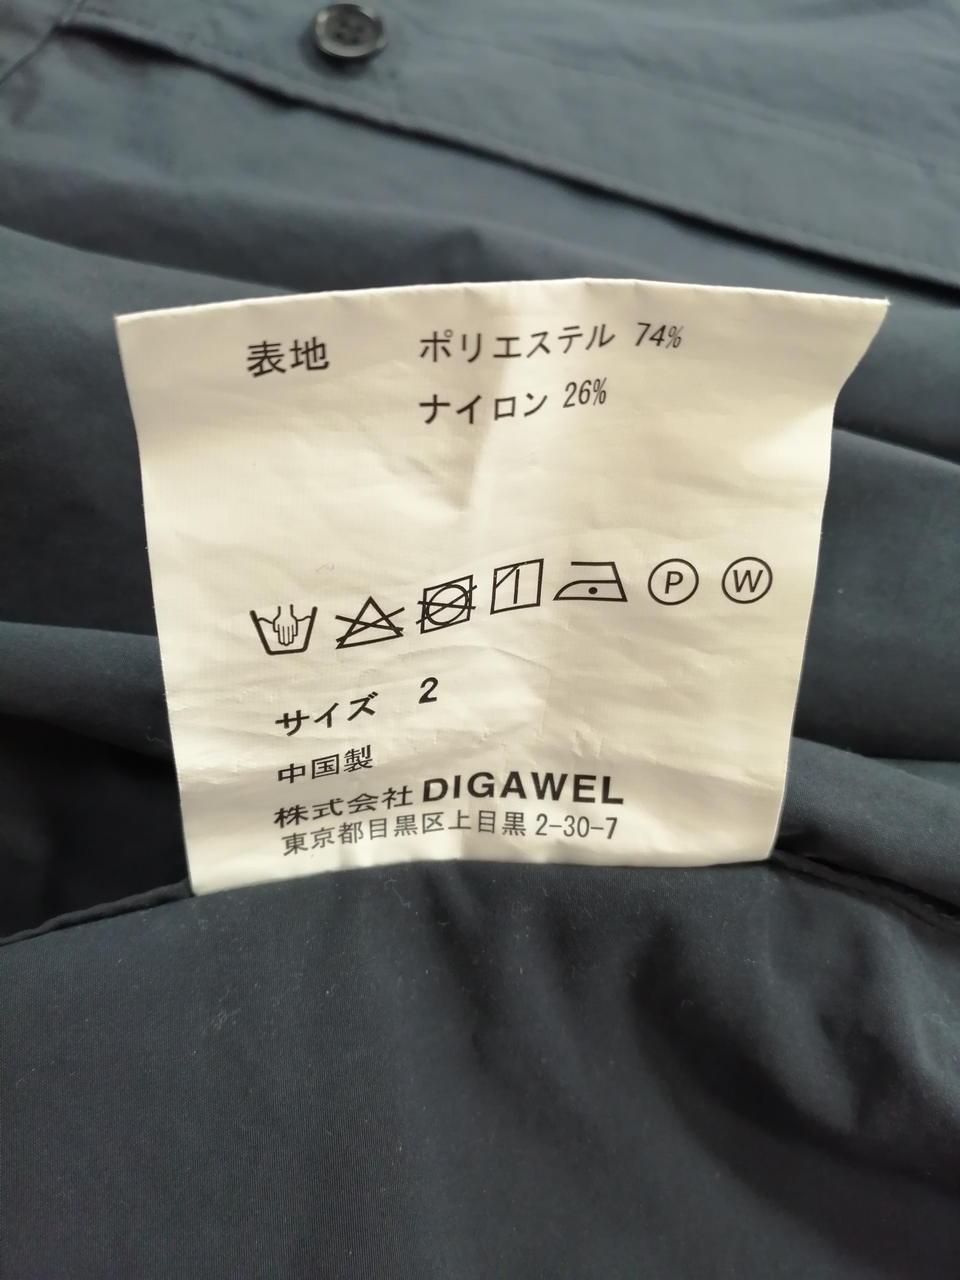 表地 ポリエステル 74%
ナイロン 26%
P W
サイズ 2
中国製
株式会社 DIGAWEL
東京都目黒区上目黒 2-30-7